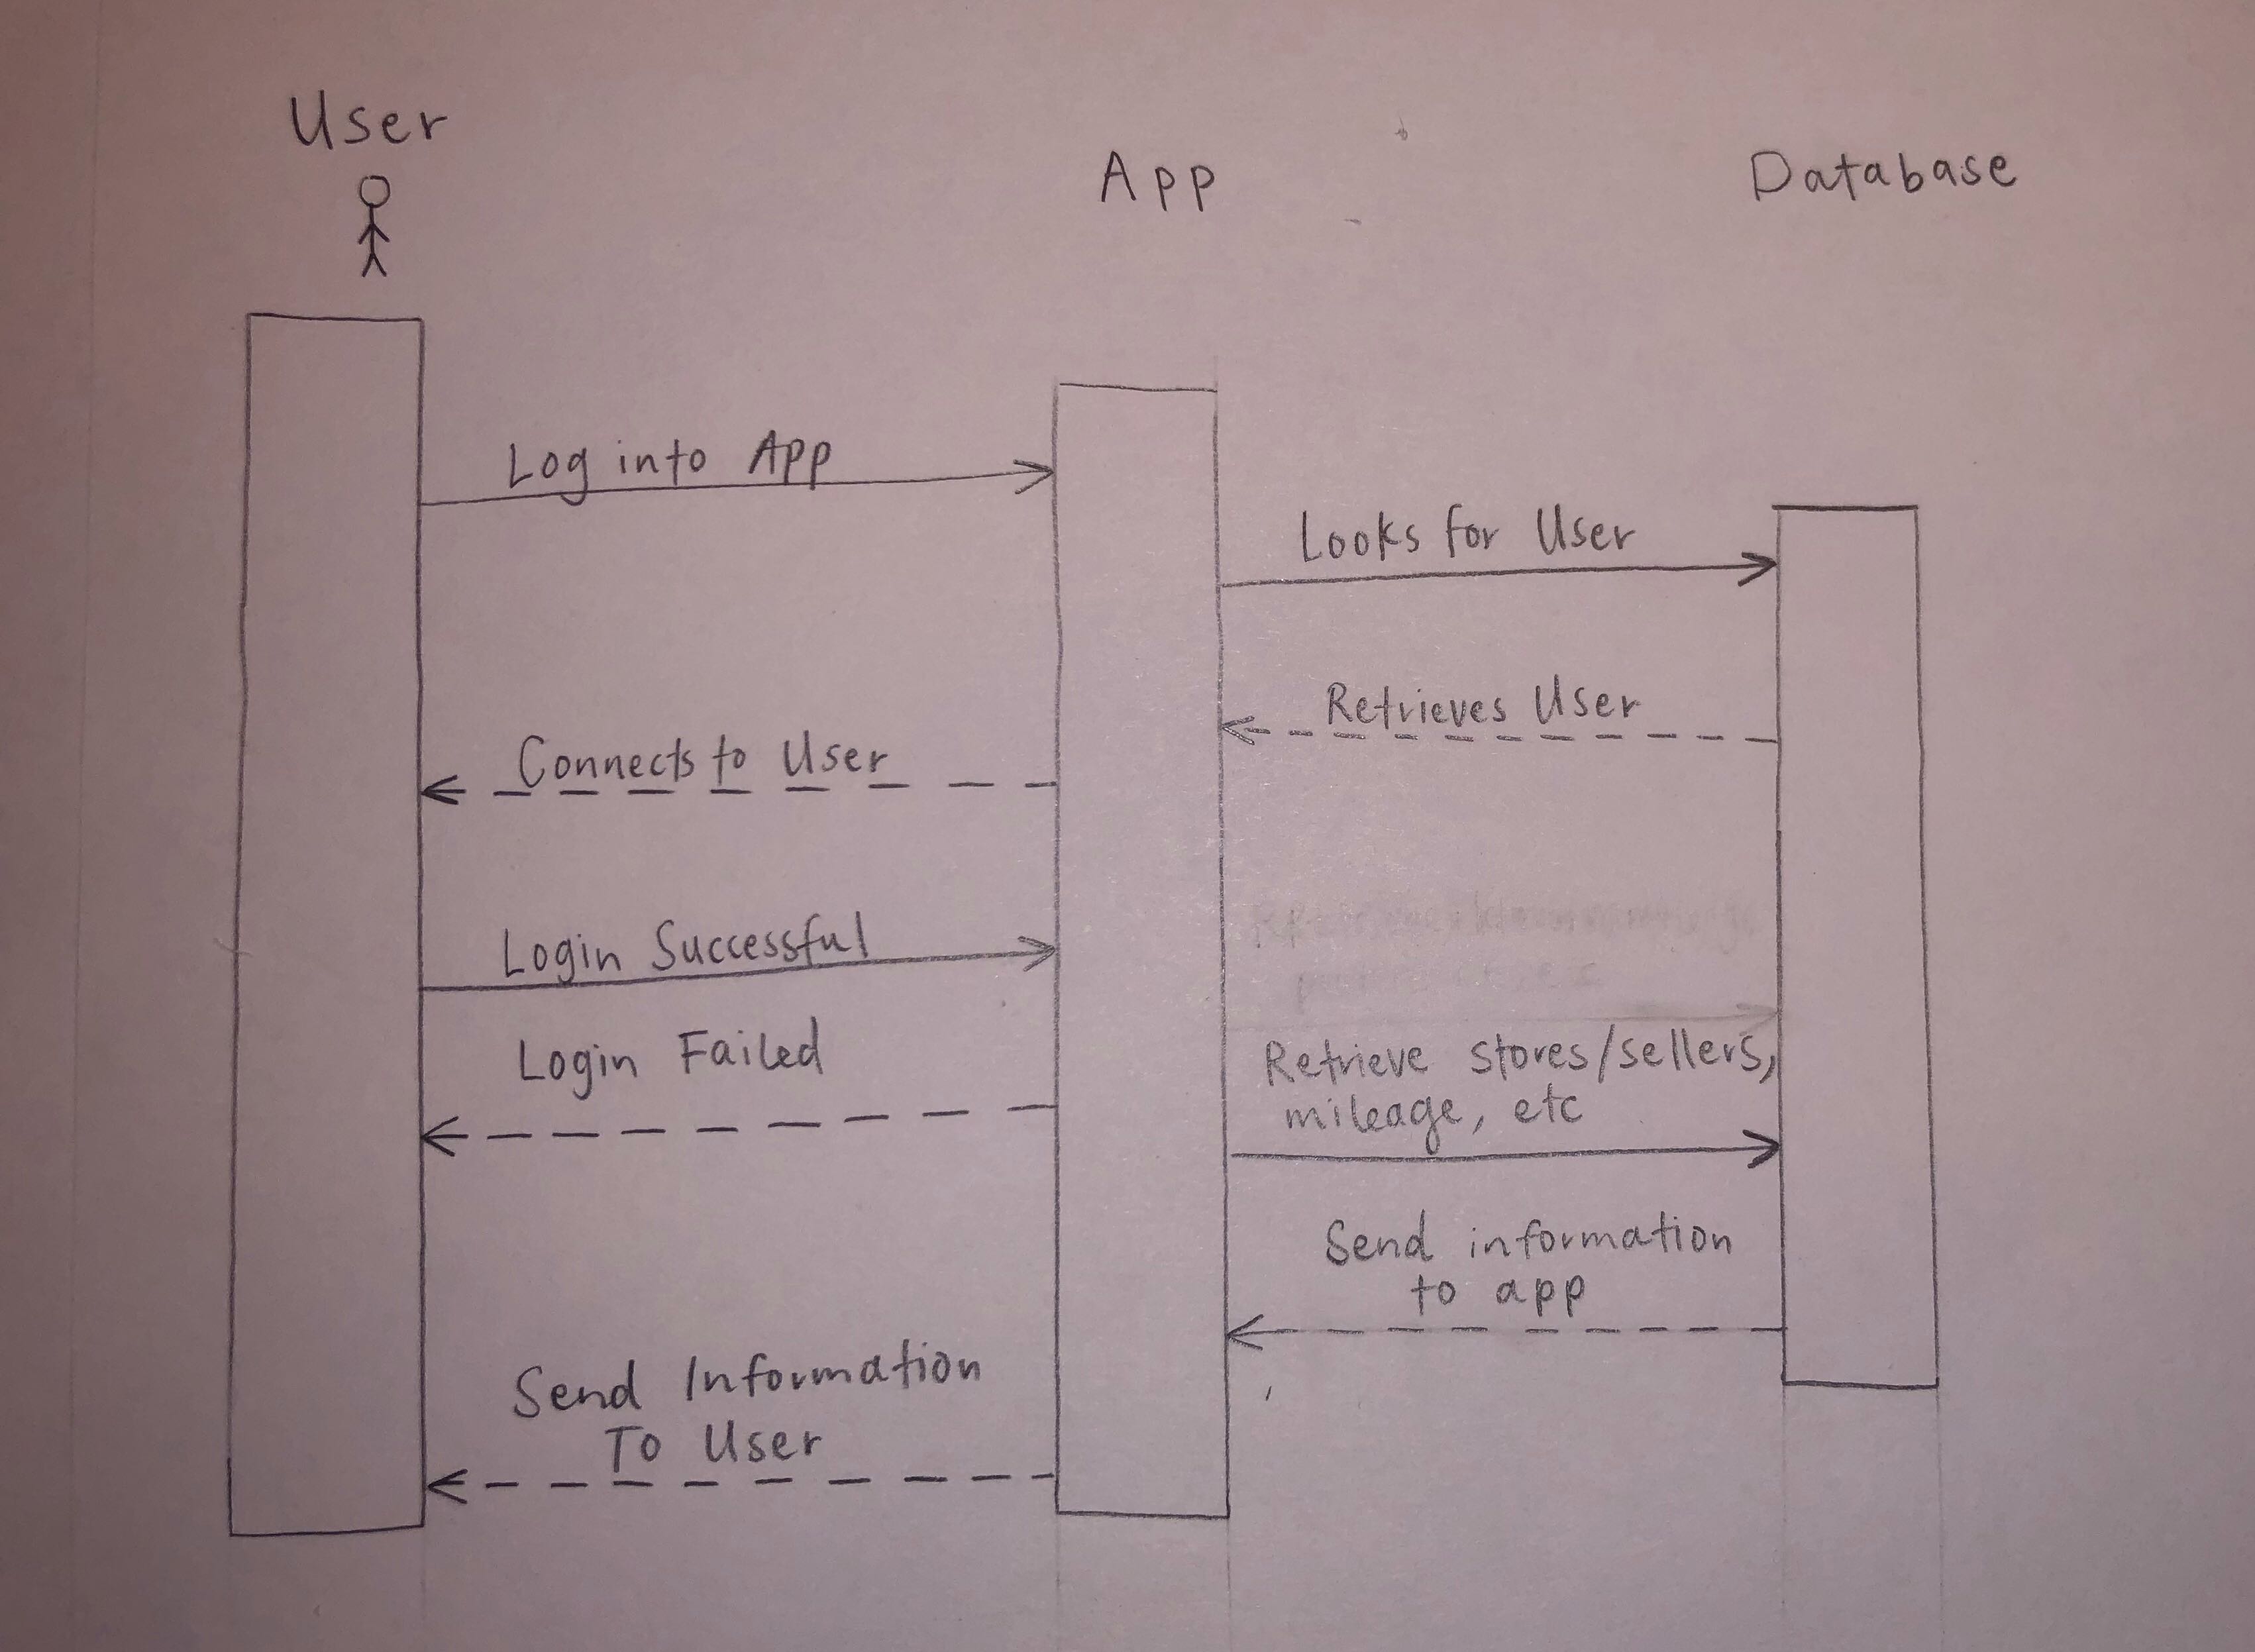 User
App
Database
Log into App
Looks for User
Retrieves User
Connects to User
Login Successful
Login Failed
Retrieve stores/sellers,
mileage, etc
Send information
to app
Send Information
To User